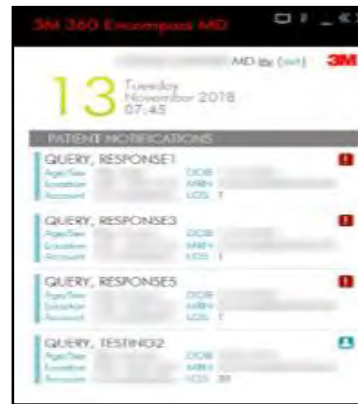 3M 360 Encompass MD
MD
3M
13 Tuesday
November 2018
07:45
PATIENT NOTIFICATIONS
QUERY, RESPONSE1
Age/Sex DOB
Location MRN
Account LOS 1
QUERY, RESPONSE3
Age/Sex DOB
Location MRN
Account LOS 1
QUERY, RESPONSE5
Age/Sex DOB
Location MRN
Account LOS 1
QUERY, TESTING2
Age/Sex DOB
Location MRN
Account LOS